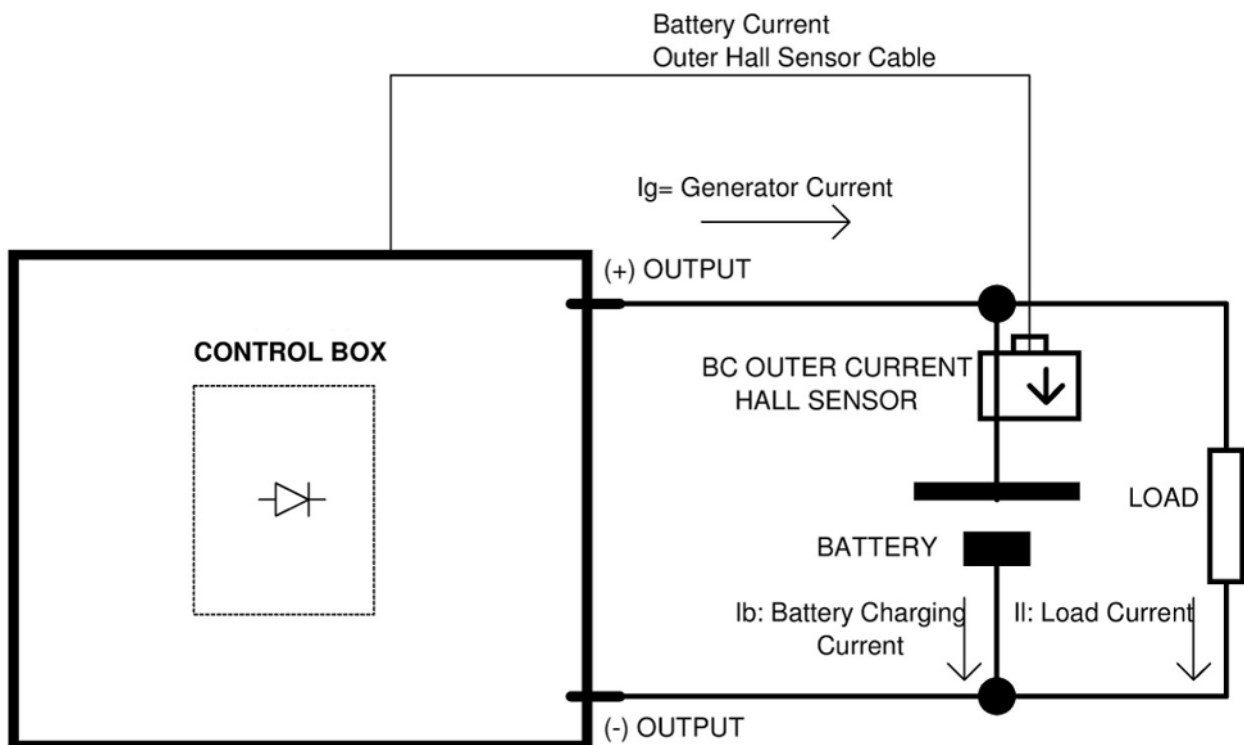 Battery Current
Outer Hall Sensor Cable
Ig= Generator Current
(+) OUTPUT
CONTROL BOX
BC OUTER CURRENT
HALL SENSOR
LOAD
BATTERY
Ib: Battery Charging
Current
Il: Load Current
(-) OUTPUT